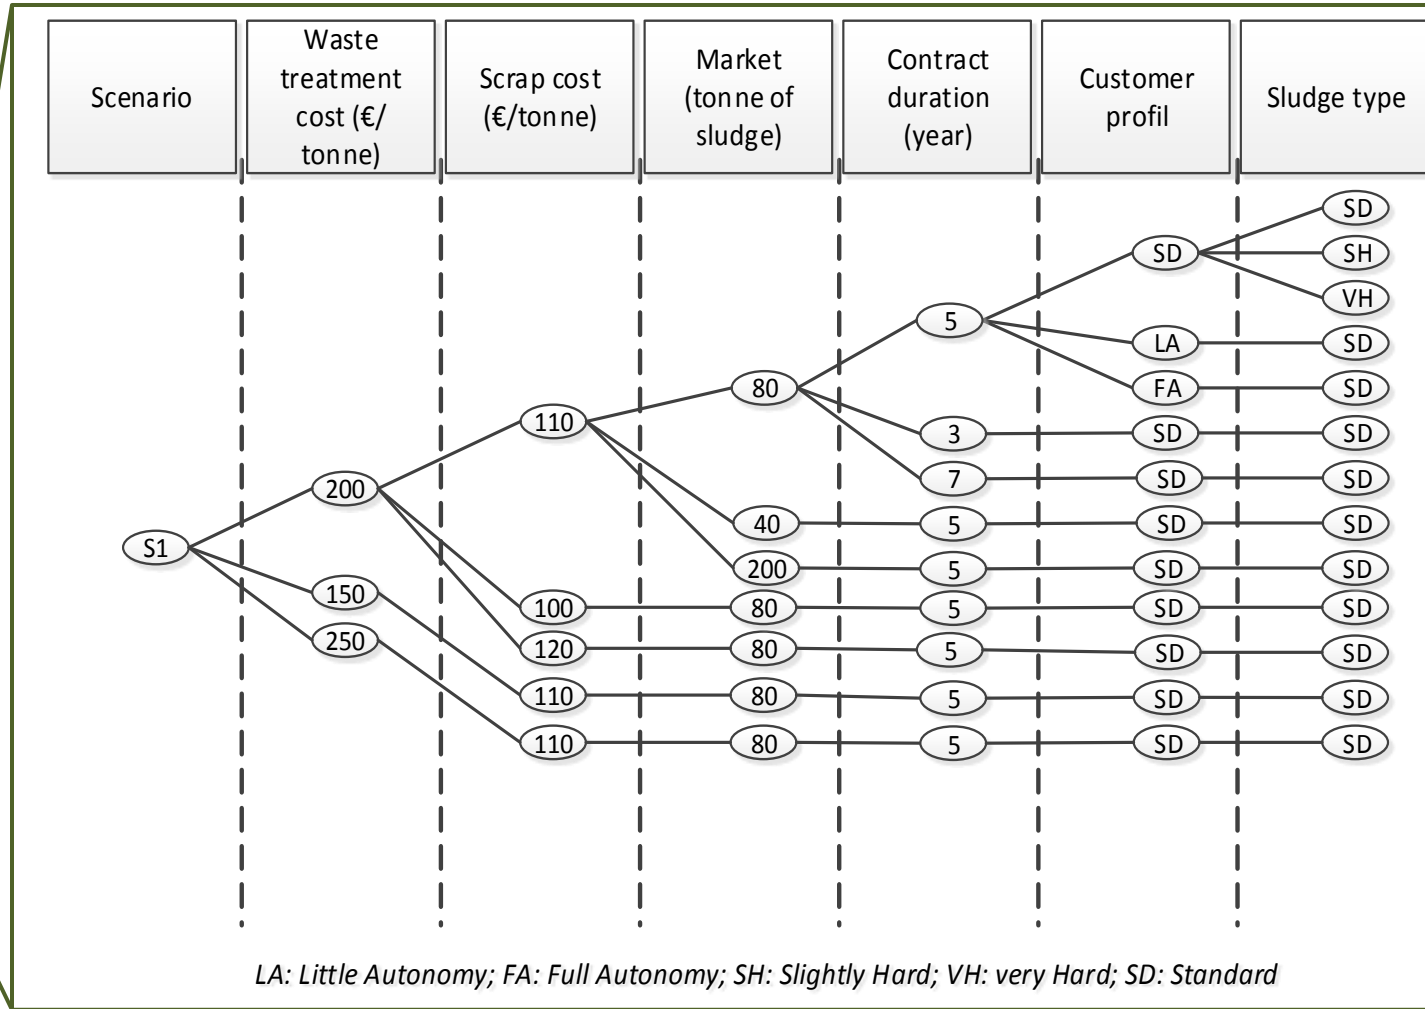 Scenario
Waste
treatment
cost (€/
tonne)
Scrap cost
(€/tonne)
Market
(tonne of
sludge)
Contract
duration
(year)
Customer
profil
Sludge type
SD
SD
SH
VH
5
LA
SD
80
FA
SD
110
3
SD
SD
200
7
SD
SD
40
5
SD
SD
S1
200
5
SD
SD
150
100
80
5
SD
SD
250
120
80
5
SD
SD
110
80
5
SD
SD
110
80
5
SD
SD
LA: Little Autonomy; FA: Full Autonomy; SH: Slightly Hard; VH: very Hard; SD: Standard